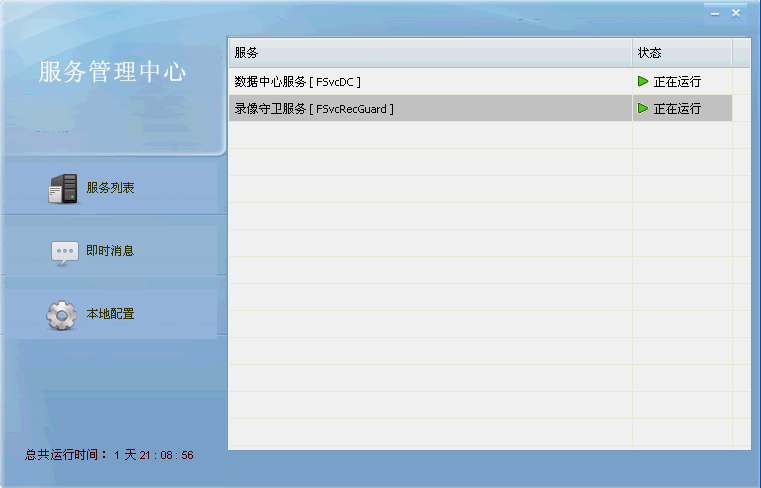 服务管理中心
服务 状态
数据中心服务 [ FSvcDC ] 正在运行
录像守卫服务 [ FSvcRecGuard ] 正在运行
服务列表
即时消息
本地配置
总共运行时间： 1 天 21 : 08 : 56